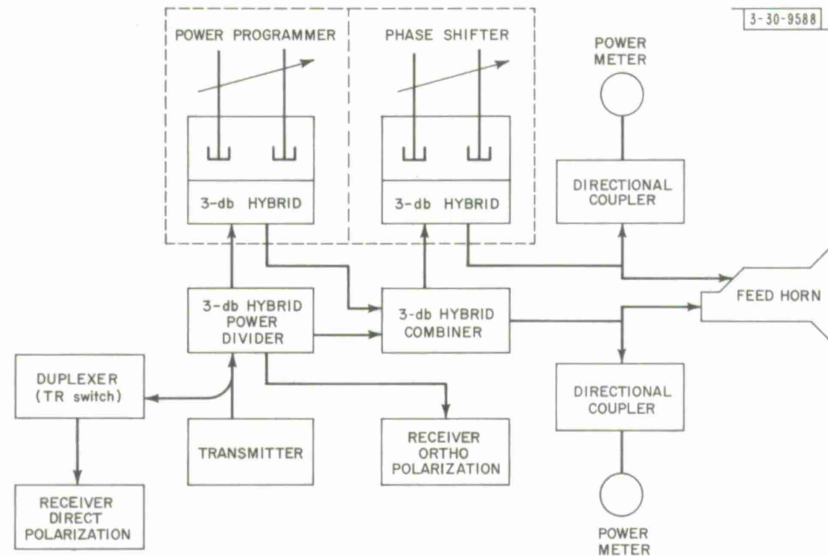 3-30-9588
POWER PROGRAMMER
PHASE SHIFTER
POWER
METER
3-db HYBRID
3-db HYBRID
DIRECTIONAL
COUPLER
FEED HORN
3-db HYBRID
POWER
DIVIDER
3-db HYBRID
COMBINER
DUPLEXER
(TR switch)
DIRECTIONAL
COUPLER
TRANSMITTER
RECEIVER
ORTHO
POLARIZATION
RECEIVER
DIRECT
POLARIZATION
POWER
METER